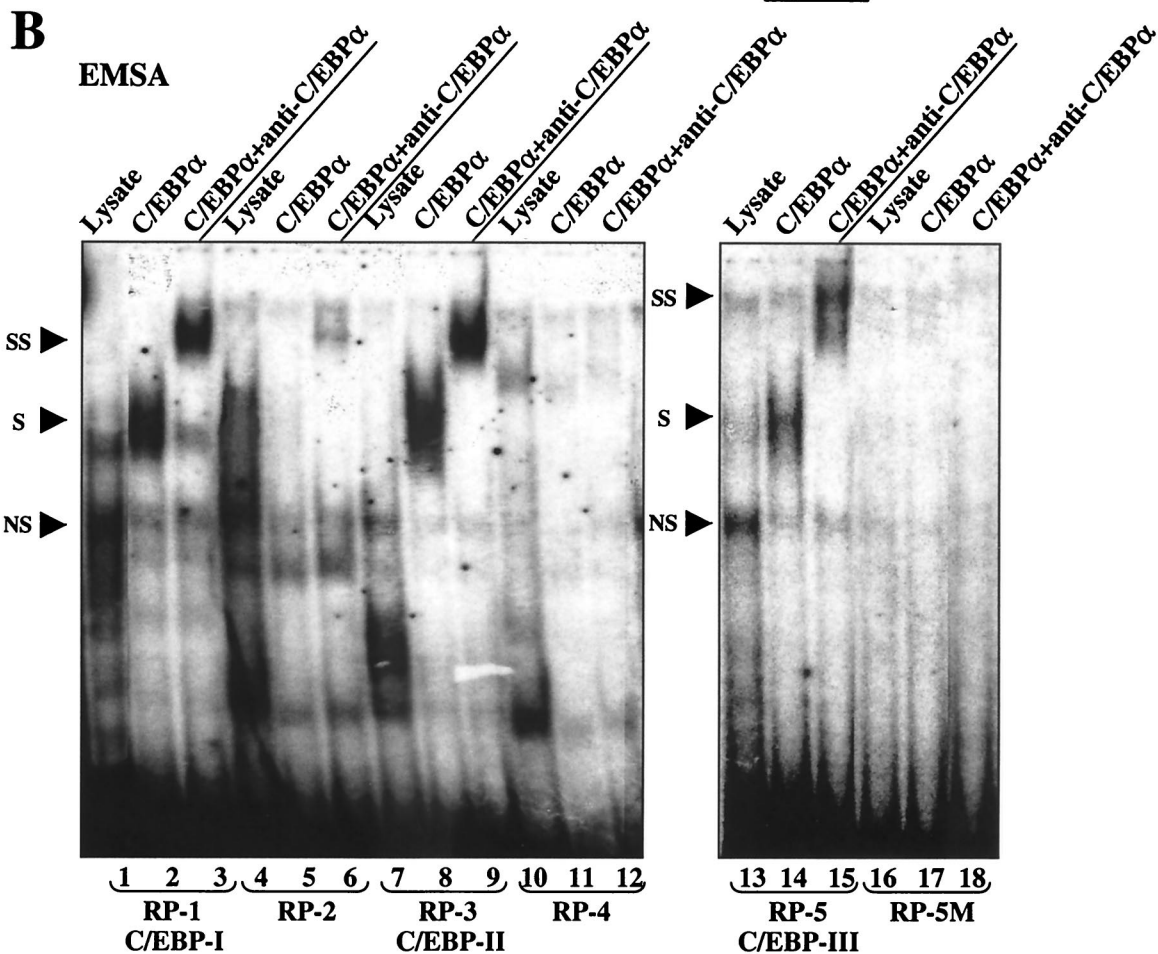 B
EMSA
Lysate
C/EBPα
C/EBPα+anti-C/EBPα
Lysate
C/EBPα
C/EBPα+anti-C/EBPα
Lysate
C/EBPα
C/EBPα+anti-C/EBPα
Lysate
C/EBPα
C/EBPα+anti-C/EBPα
Lysate
C/EBPα
C/EBPα+anti-C/EBPα
Lysate
C/EBPα
C/EBPα+anti-C/EBPα
SS
S
NS
SS
S
NS
1 2 3 4 5 6 7 8 9 10 11 12
RP-1 RP-2 RP-3 RP-4
C/EBP-I C/EBP-II
13 14 15 16 17 18
RP-5 RP-5M
C/EBP-III